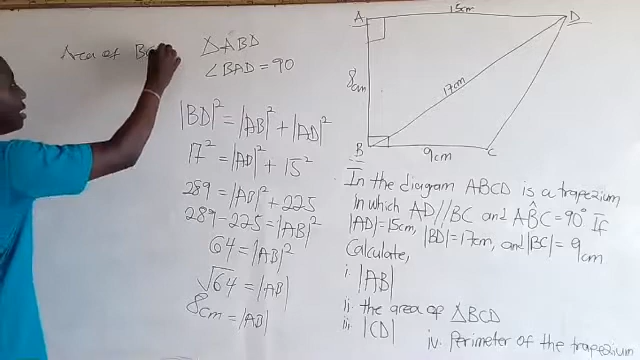 Area of
△ABD
∠BAD = 90
|BD|² = |AB|² + |AD|²
17² = |AD|² + 15²
289 = |AD|² + 225
289 - 225 = |AB|²
64 = |AB|²
√64 = |AB|
8cm = |AB|
A
15cm
D
8cm
17cm
B
9cm
C
In the diagram ABCD is a trapezium
In which AD//BC and AB̂C = 90° If
|AD| = 15cm, |BD| = 17cm, and |BC| = 9cm
Calculate,
i. |AB|
ii. the area of △BCD
iii. |CD|
iv. Perimeter of the trapezium